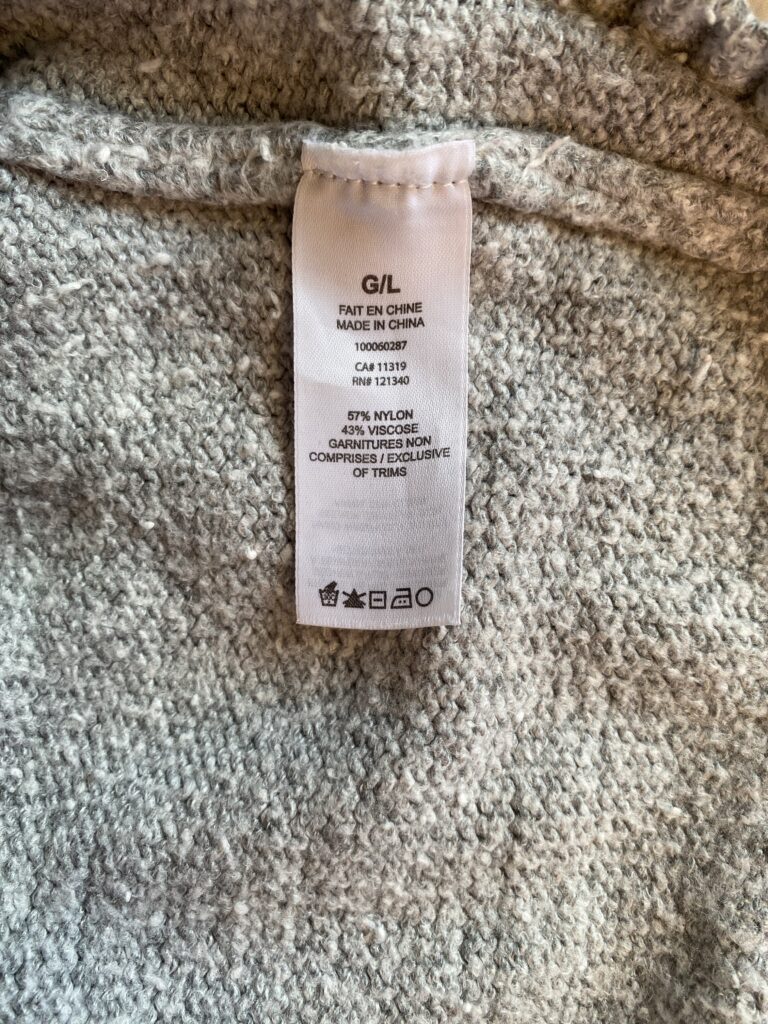 G/L
FAIT EN CHINE
MADE IN CHINA
100060287
CA# 11319
RN# 121340
57% NYLON
43% VISCOSE
GARNITURES NON
COMPRISES / EXCLUSIVE
OF TRIMS